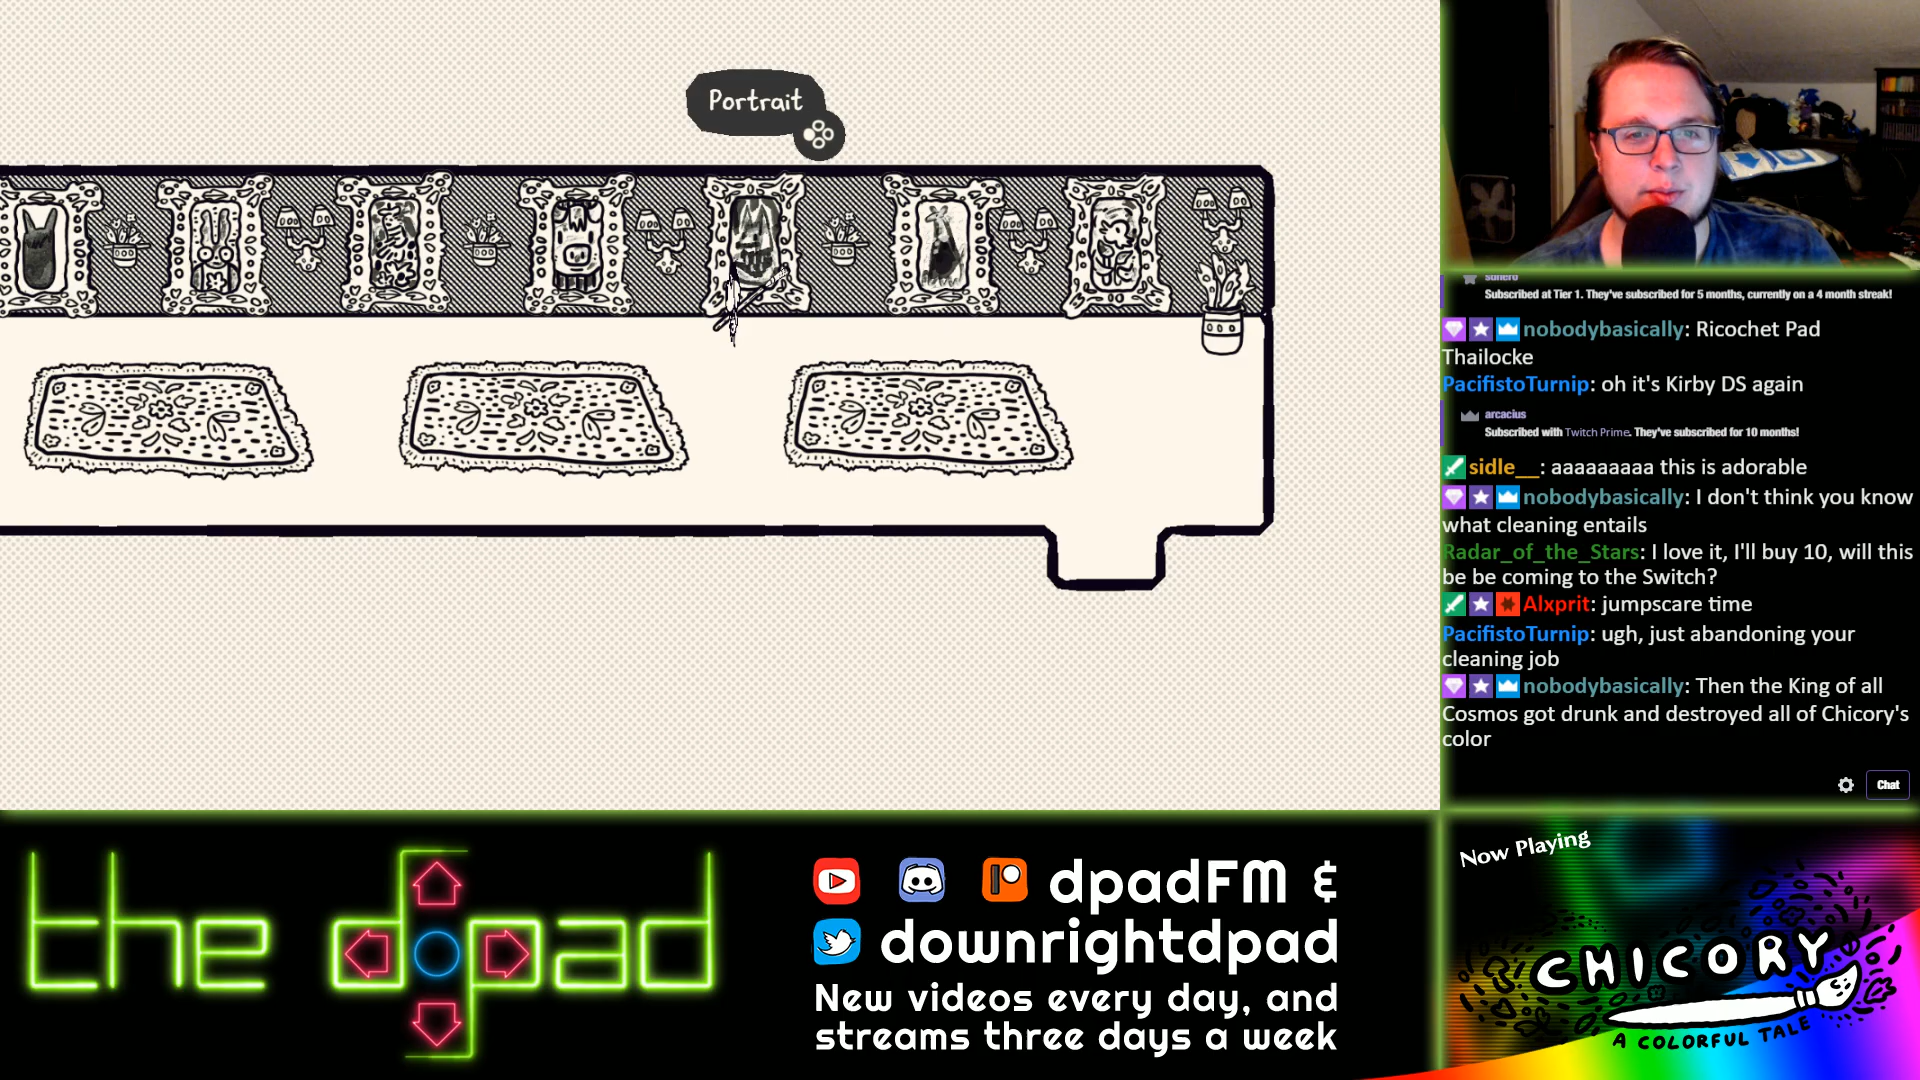 Portrait
sdhero
Subscribed at Tier 1. They've subscribed for 5 months, currently on a 4 month streak!
nobodybasically: Ricochet Pad
Thailocke
PacifistoTurnip: oh it's Kirby DS again
arcacius
Subscribed with Twitch Prime. They've subscribed for 10 months!
sidle__: aaaaaaaaa this is adorable
nobodybasically: I don't think you know
what cleaning entails
Radar_of_the_Stars: I love it, I'll buy 10, will this
be be coming to the Switch?
Alxprit: jumpscare time
PacifistoTurnip: ugh, just abandoning your
cleaning job
nobodybasically: Then the King of all
Cosmos got drunk and destroyed all of Chicory's
color
Chat
the dpad
dpadFM &
downrightdpad
New videos every day, and
streams three days a week
Now Playing
CHICORY
A COLORFUL TALE